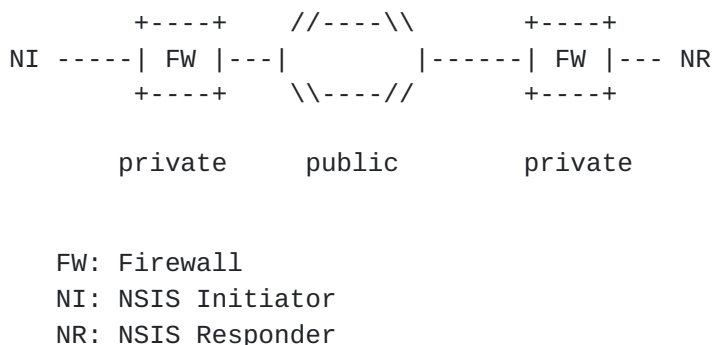 +----+    //----\\       +----+
NI -----| FW |---|        |------| FW |--- NR
        +----+    \\----//       +----+

       private     public        private


   FW: Firewall
   NI: NSIS Initiator
   NR: NSIS Responder